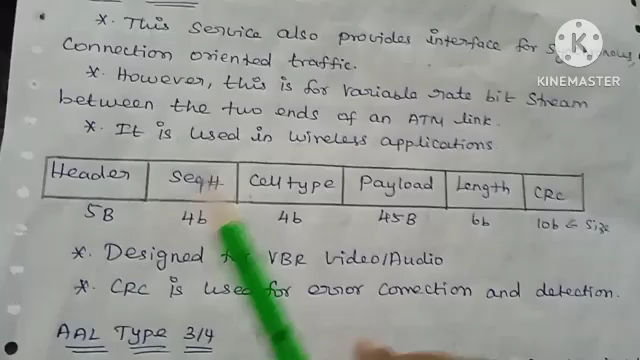 *. This service also provides interface for
connection oriented traffic.
*. However, this is for variable rate bit stream
between the two ends of an ATM link.
*. It is used in wireless applications
Header Seq# Cell type Payload Length CRC
5B 4b 4b 45B 6b 10b ← Size
*. Designed for VBR Video/Audio
*. CRC is used for error correction and detection.
AAL Type 3/4
KINEMASTER